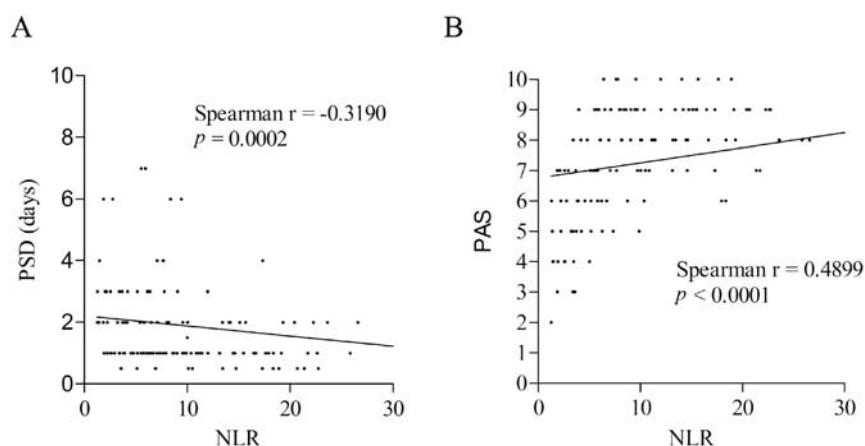 A
10
8
6
4
2
0
PSD (days)
Spearman r = -0.3190
p = 0.0002
0
10
20
30
NLR
B
10
9
8
7
6
5
4
3
2
1
0
PAS
Spearman r = 0.4899
p < 0.0001
0
10
20
30
NLR